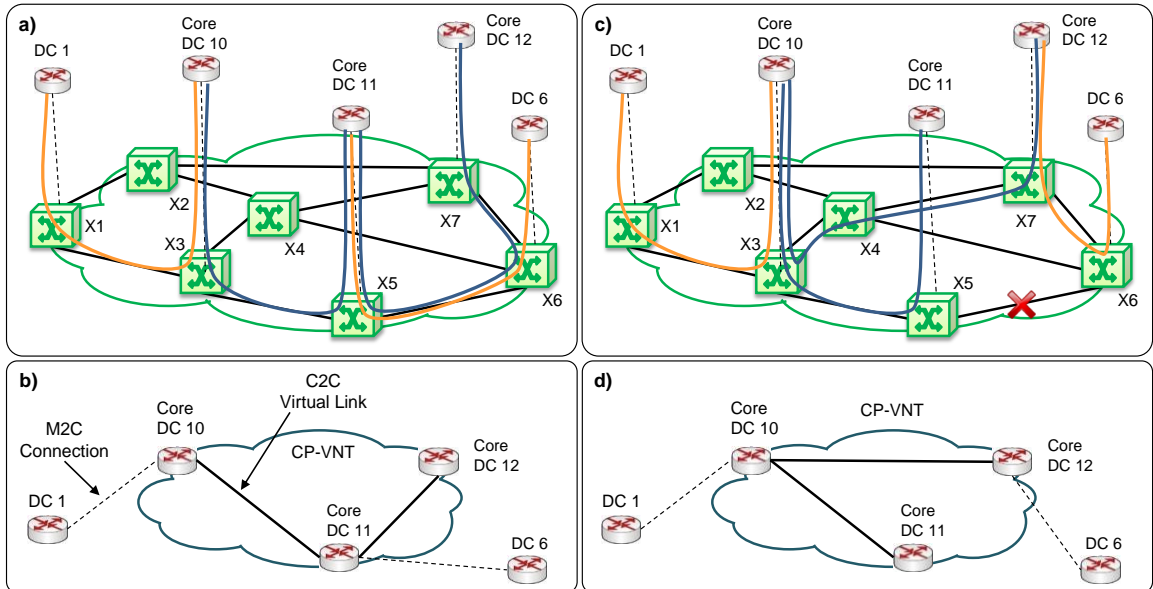 a)
DC 1
Core
DC 10
Core
DC 11
Core
DC 12
DC 6
X1
X2
X3
X4
X5
X6
X7
c)
DC 1
Core
DC 10
Core
DC 11
Core
DC 12
DC 6
X1
X2
X3
X4
X5
X6
X7
b)
M2C
Connection
Core
DC 10
C2C
Virtual Link
CP-VNT
Core
DC 12
DC 1
Core
DC 11
DC 6
d)
Core
DC 10
CP-VNT
Core
DC 12
DC 1
Core
DC 11
DC 6